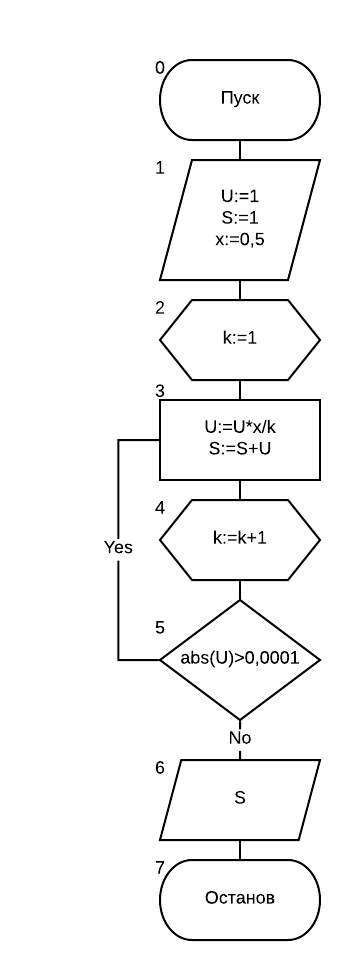 0
Пуск
1
U:=1
S:=1
x:=0,5
2
k:=1
3
U:=U*x/k
S:=S+U
4
k:=k+1
Yes
5
abs(U)>0,0001
No
6
S
7
Останов